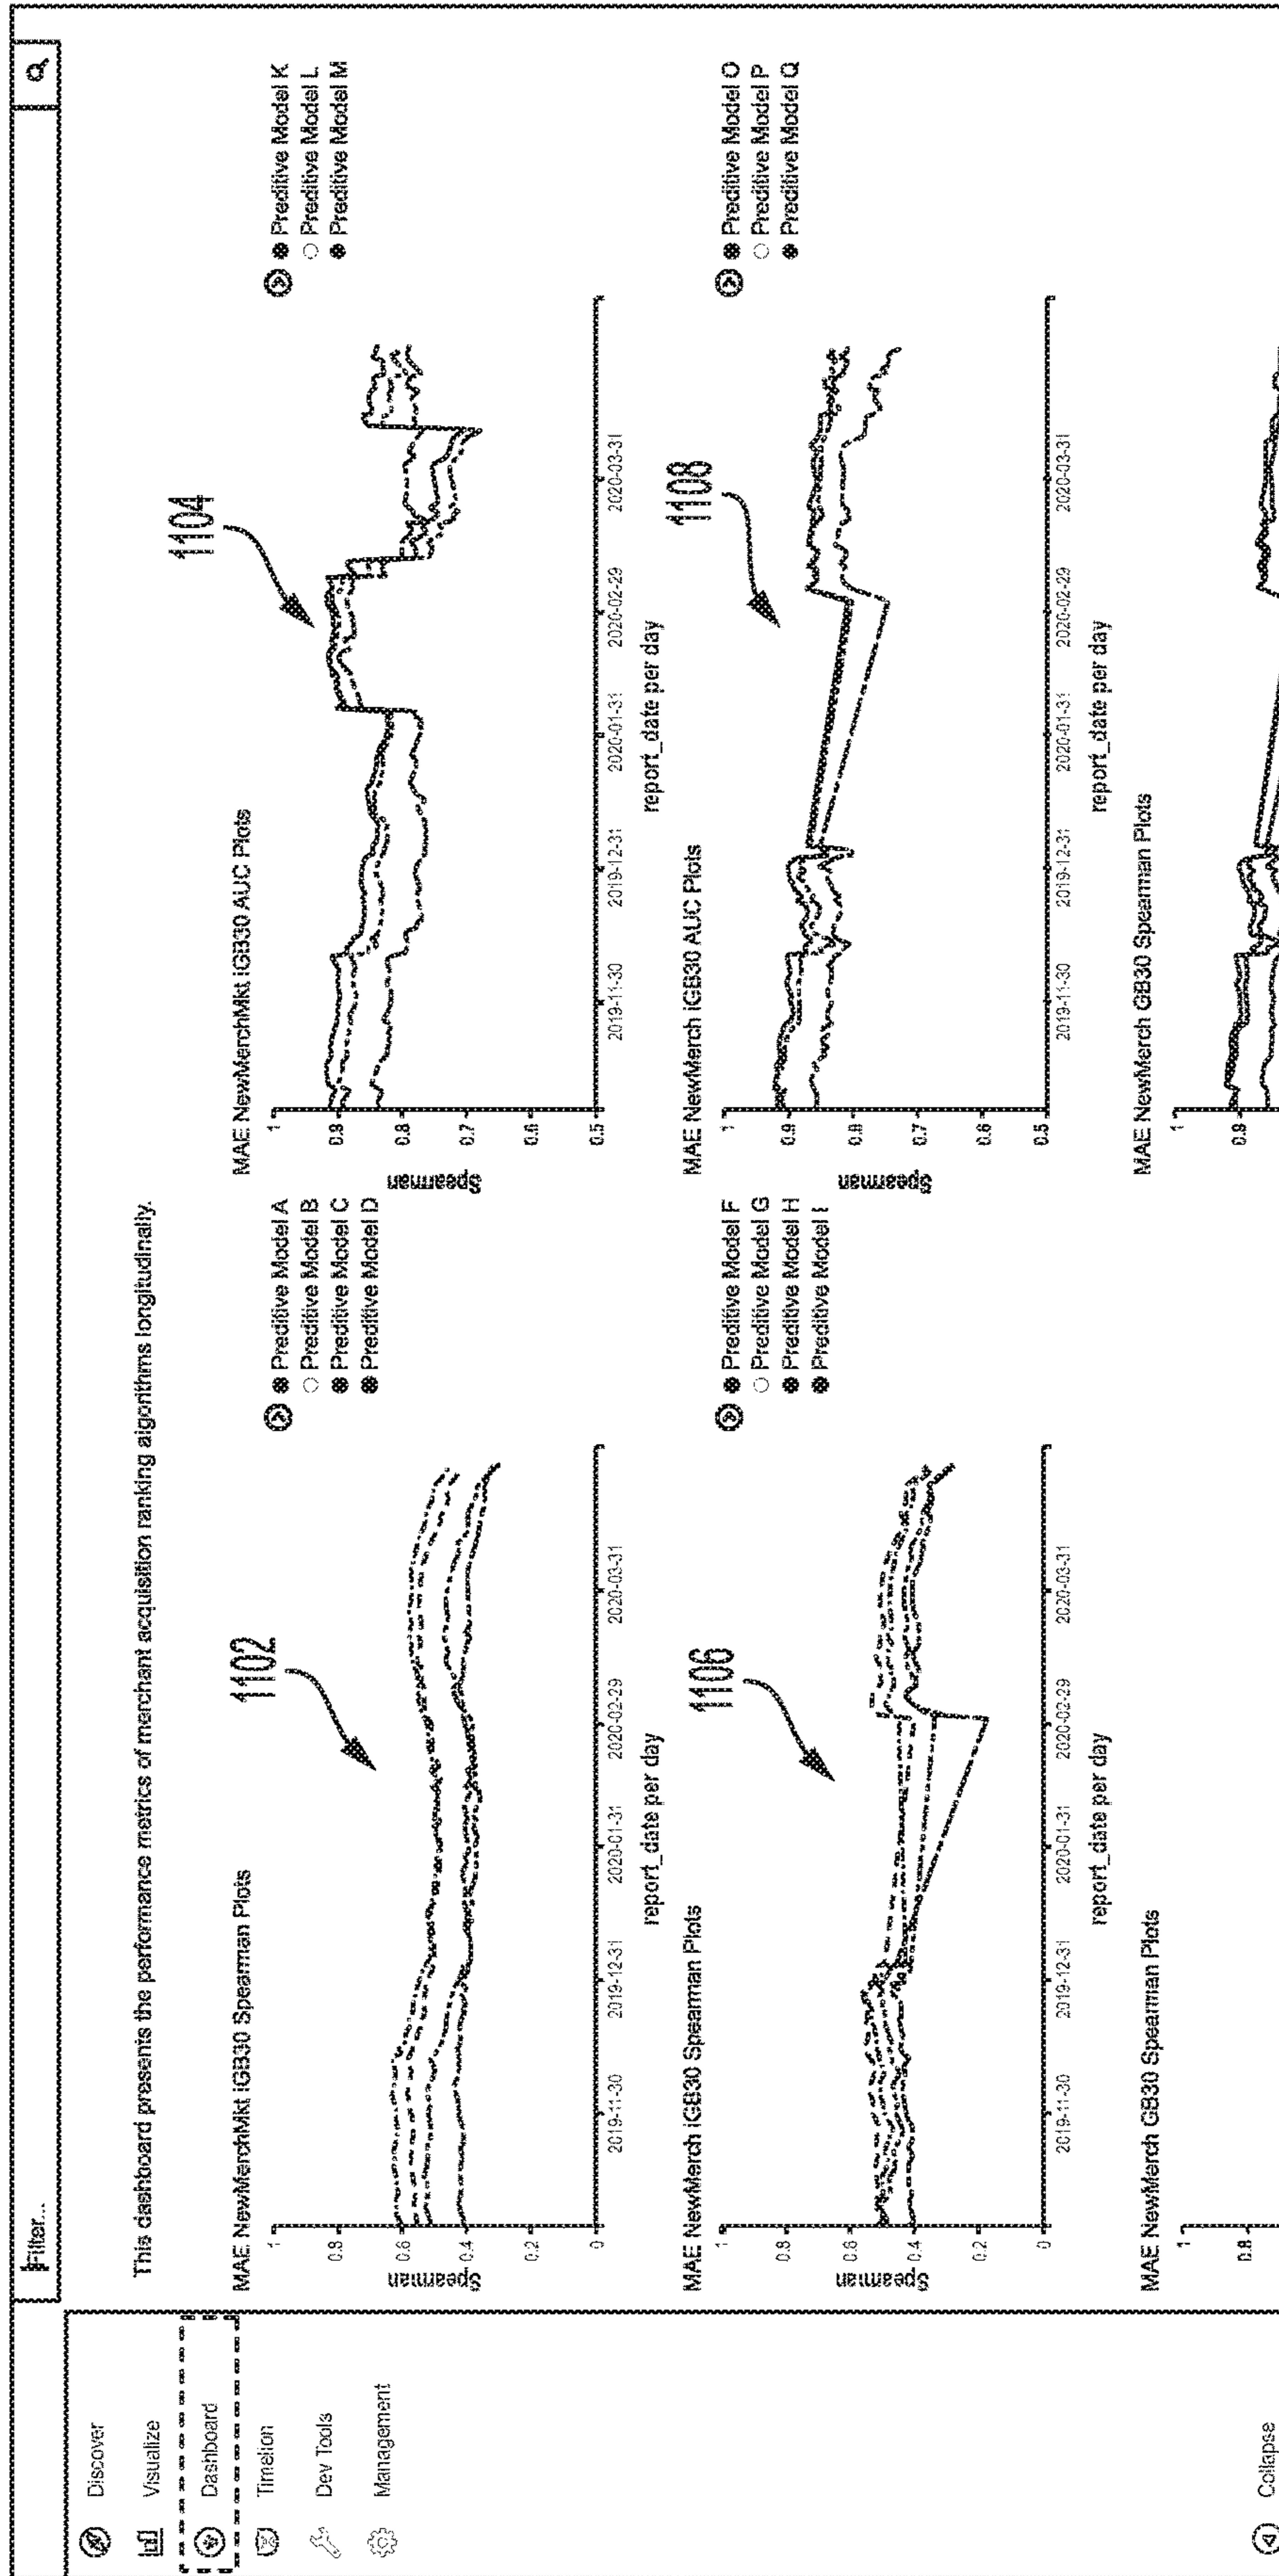 Filter...
Discover
Visualize
Dashboard
Timelion
Dev Tools
Management
Collapse
This dashboard presents the performance metrics of merchant acquisition ranking algorithms longitudinally.
MAE NewMerchMkt iGB30 Spearman Plots
1102
1
0.8
0.6
0.4
0
Spearman
2019-11-30
2019-12-31
2020-01-31
2020-02-29
2020-03-31
report_date per day
Preditive Model A
Preditive Model B
Preditive Model C
Preditive Model D
MAE NewMerchMkt iGB30 AUC Plots
1104
1
0.9
0.8
0.7
0.6
0.5
Spearman
2019-11-30
2019-12-31
2020-01-31
2020-02-29
2020-03-31
report_date per day
Preditive Model K
Preditive Model L
Preditive Model M
MAE NewMerch iGB30 Spearman Plots
1106
1
0.8
0.6
0.4
0.2
0
Spearman
2019-11-30
2019-12-31
2020-01-31
2020-02-29
2020-03-31
report_date per day
Preditive Model F
Preditive Model G
Preditive Model H
Preditive Model I
MAE NewMerch iGB30 AUC Plots
1108
1
0.9
0.8
0.7
0.6
0.5
Spearman
2019-11-30
2019-12-31
2020-01-31
2020-02-29
2020-03-31
report_date per day
Preditive Model O
Preditive Model P
Preditive Model Q
MAE NewMerch GB30 Spearman Plots
1
0.8
MAE NewMerch GB30 Spearman Plots
1
0.9